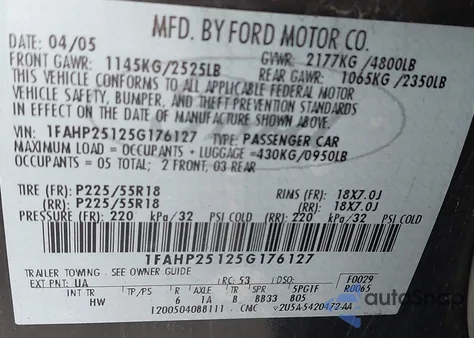 MFD. BY FORD MOTOR CO.
DATE: 04/05 GVWR: 2177KG/4800LB
FRONT GAWR: 1145KG/2525LB REAR GAWR: 1065KG/2350LB
THIS VEHICLE CONFORMS TO ALL APPLICABLE FEDERAL MOTOR
VEHICLE SAFETY, BUMPER, AND THEFT PREVENTION STANDARDS
IN EFFECT ON THE DATE OF MANUFACTURE SHOWN ABOVE.
VIN: 1FAHP25125G176127 TYPE: PASSENGER CAR
MAXIMUM LOAD = OCCUPANTS + LUGGAGE =430KG/0950LB
OCCUPANTS = 05 TOTAL; 2 FRONT, 03 REAR
TIRE (FR): P225/55R18 RIMS (FR): 18X7.0J
(RR): P225/55R18 (RR): 18X7.0J
PRESSURE (FR): 220 kPa/32 PSI COLD (RR): 220 kPa/32 PSI COLD
1FAHP25125G176127
TRAILER TOWING - SEE OWNER GUIDE
EXT PNT: UA RC: 53 DSO: F0029
INT TR TP/PS R AXLE TR SPR 5PG1F R0065
HW 6 1A B BB33 805
1200504088111 CMC 2U5A-5420472-AA
autoSnap